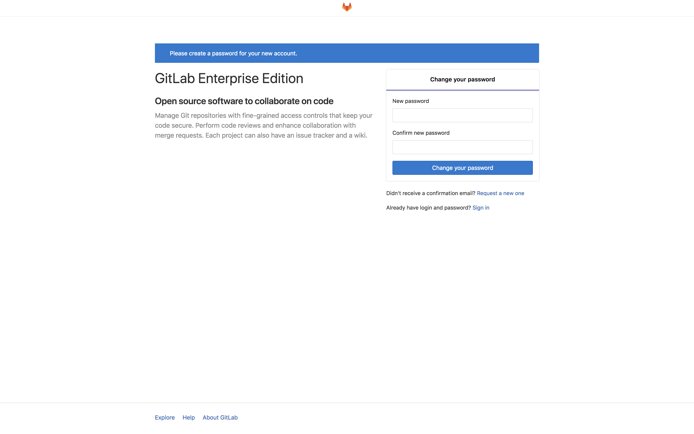 Please create a password for your new account.
GitLab Enterprise Edition
Open source software to collaborate on code
Manage Git repositories with fine-grained access controls that keep your
code secure. Perform code reviews and enhance collaboration with
merge requests. Each project can also have an issue tracker and a wiki.
Change your password
New password
Confirm new password
Change your password
Didn't receive a confirmation email? Request a new one
Already have login and password? Sign in
Explore Help About GitLab